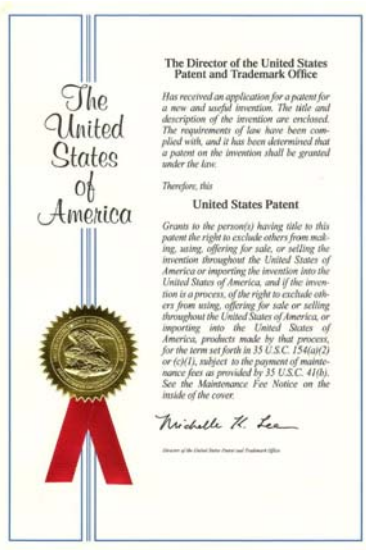 The
United
States
of
America
The Director of the United States
Patent and Trademark Office
Has received an application for a patent for
a new and useful invention. The title and
description of the invention are enclosed.
The requirements of law have been com-
plied with, and it has been determined that
a patent on the invention shall be granted
under the law.
Therefore, this
United States Patent
Grants to the person(s) having title to this
patent the right to exclude others from mak-
ing, using, offering for sale, or selling the
invention throughout the United States of
America or importing the invention into the
United States of America, and if the inven-
tion is a process, of the right to exclude oth-
ers from using, offering for sale or selling
throughout the United States of America, or
importing into the United States of
America, products made by that process,
for the term set forth in 35 U.S.C. 154(a)(2)
or (c)(1), subject to the payment of mainte-
nance fees as provided by 35 U.S.C. 41(b).
See the Maintenance Fee Notice on the
inside of the cover.
Michelle K. Lee
Director of the United States Patent and Trademark Office